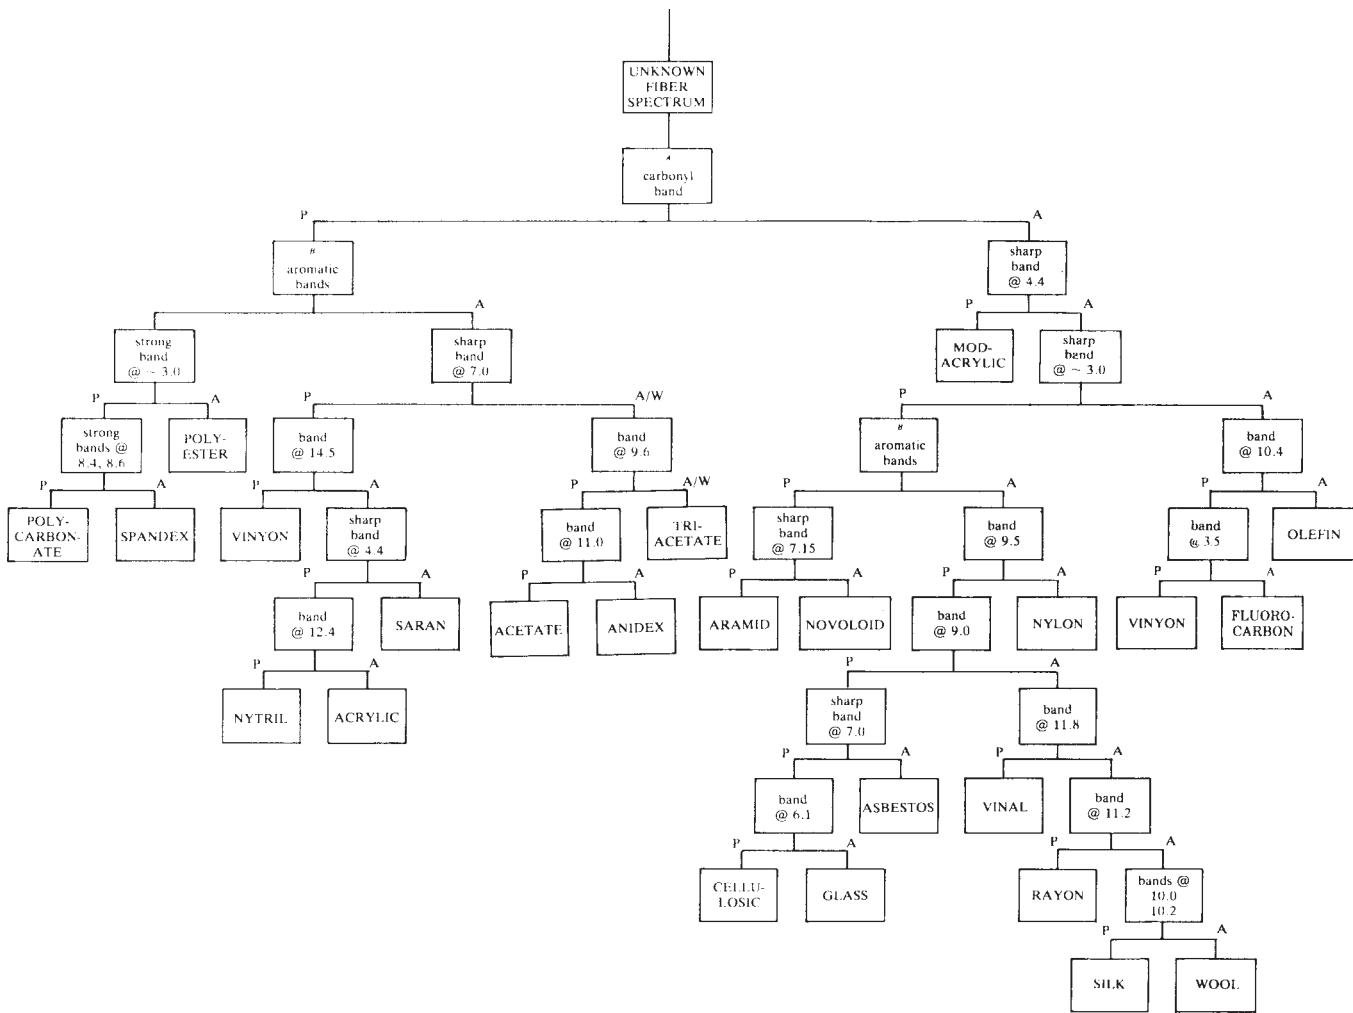 UNKNOWN
FIBER
SPECTRUM
A
carbonyl
band
P
A
B
aromatic
bands
sharp
band
@ 4.4
P
A
P
A
strong
band
@ ~ 3.0
sharp
band
@ 7.0
MOD-
ACRYLIC
sharp
band
@ ~ 3.0
P
A
P
A/W
P
A
strong
bands @
8.4, 8.6
POLY-
ESTER
band
@ 14.5
band
@ 9.6
B
aromatic
bands
band
@ 10.4
P
A
P
A
P
A/W
P
A
P
A
POLY-
CARBON-
ATE
SPANDEX
VINYON
sharp
band
@ 4.4
band
@ 11.0
TRI-
ACETATE
sharp
band
@ 7.15
band
@ 9.5
band
@ 3.5
OLEFIN
P
A
P
A
P
A
P
A
P
A
band
@ 12.4
SARAN
ACETATE
ANIDEX
ARAMID
NOVOLOID
band
@ 9.0
NYLON
VINYON
FLUORO-
CARBON
P
A
P
A
NYTRIL
ACRYLIC
sharp
band
@ 7.0
band
@ 11.8
P
A
P
A
band
@ 6.1
ASBESTOS
VINAL
band
@ 11.2
P
A
P
A
CELLU-
LOSIC
GLASS
RAYON
bands @
10.0
10.2
P
A
SILK
WOOL